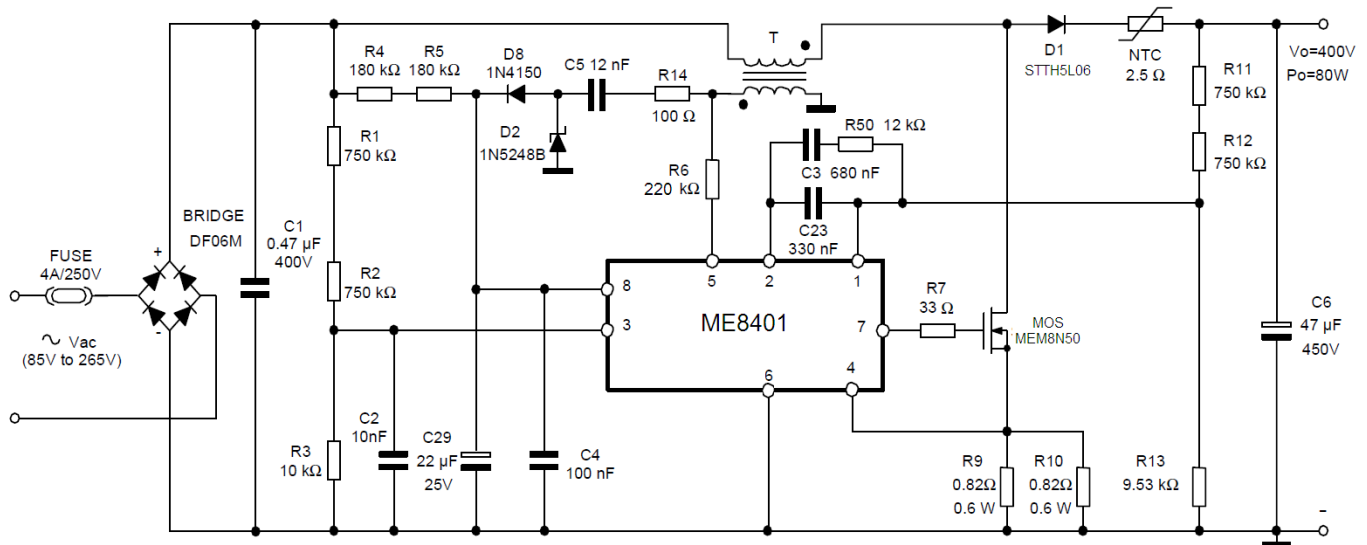 R4
180 kΩ
R5
180 kΩ
D8
1N4150
C5 12 nF
R14
100 Ω
T
D1
STTH5L06
NTC
2.5 Ω
Vo=400V
Po=80W
R11
750 kΩ
R12
750 kΩ
R1
750 kΩ
D2
1N5248B
R6
220 kΩ
R50 12 kΩ
C3 680 nF
C23
330 nF
BRIDGE
DF06M
+
-
C1
0.47 µF
400V
FUSE
4A/250V
∼ Vac
(85V to 265V)
R2
750 kΩ
5
2
1
8
3
ME8401
7
6
4
R7
33 Ω
MOS
MEM8N50
C6
47 µF
450V
R3
10 kΩ
C2
10nF
C29
22 µF
25V
C4
100 nF
R9
0.82Ω
0.6 W
R10
0.82Ω
0.6 W
R13
9.53 kΩ
+
-